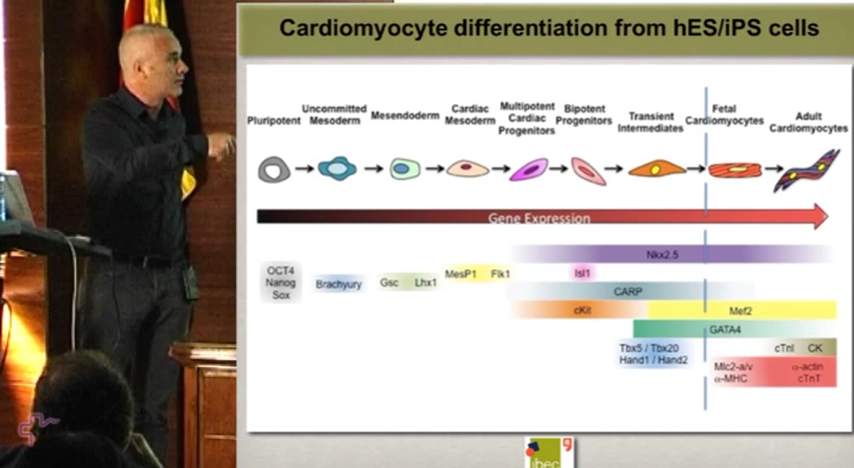 Cardiomyocyte differentiation from hES/iPS cells
Pluripotent
Uncommitted
Mesoderm
Mesendoderm
Cardiac
Mesoderm
Multipotent
Cardiac
Progenitors
Bipotent
Progenitors
Transient
Intermediates
Fetal
Cardiomyocytes
Adult
Cardiomyocytes
Gene Expression
Nkx2.5
OCT4
Nanog
Sox
Brachyury
Gsc Lhx1
MesP1 Flk1
Isl1
CARP
cKit
Mef2
GATA4
Tbx5 / Tbx20
Hand1 / Hand2
cTnI CK
Mlc2-a/v α-actin
α-MHC cTnT
ibec